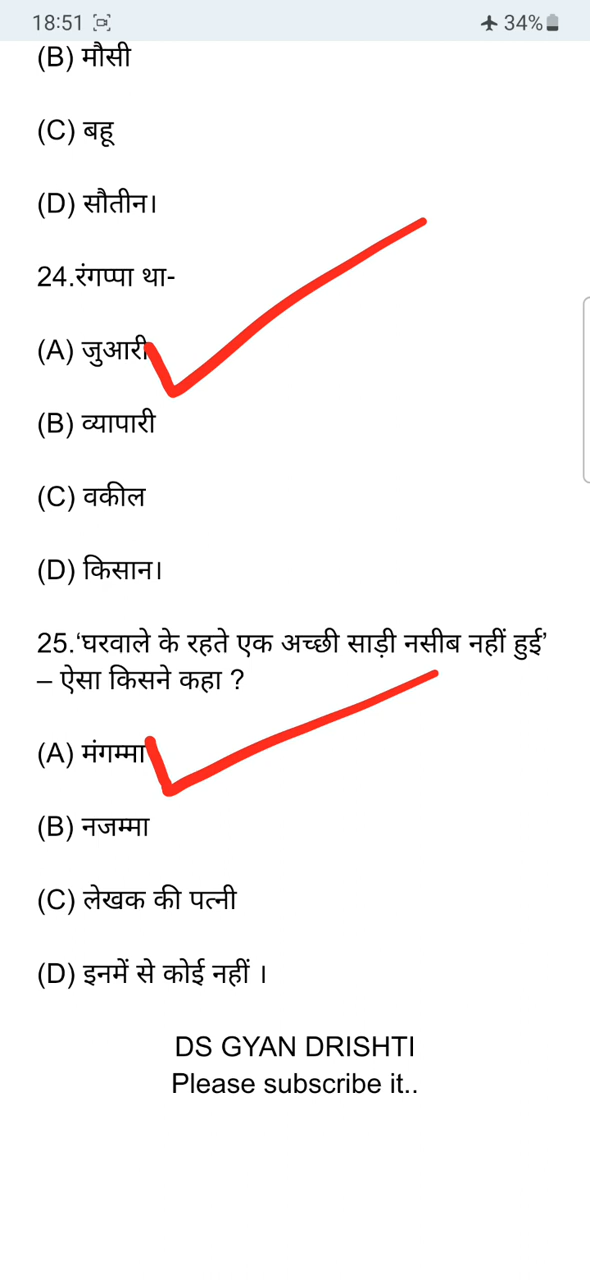 18:51 34%
(B) मौसी
(C) बहू
(D) सौतीन।
24.रंगप्पा था-
(A) जुआरी
(B) व्यापारी
(C) वकील
(D) किसान।
25.‘घरवाले के रहते एक अच्छी साड़ी नसीब नहीं हुई’
– ऐसा किसने कहा ?
(A) मंगम्मा
(B) नजम्मा
(C) लेखक की पत्नी
(D) इनमें से कोई नहीं ।
DS GYAN DRISHTI
Please subscribe it..